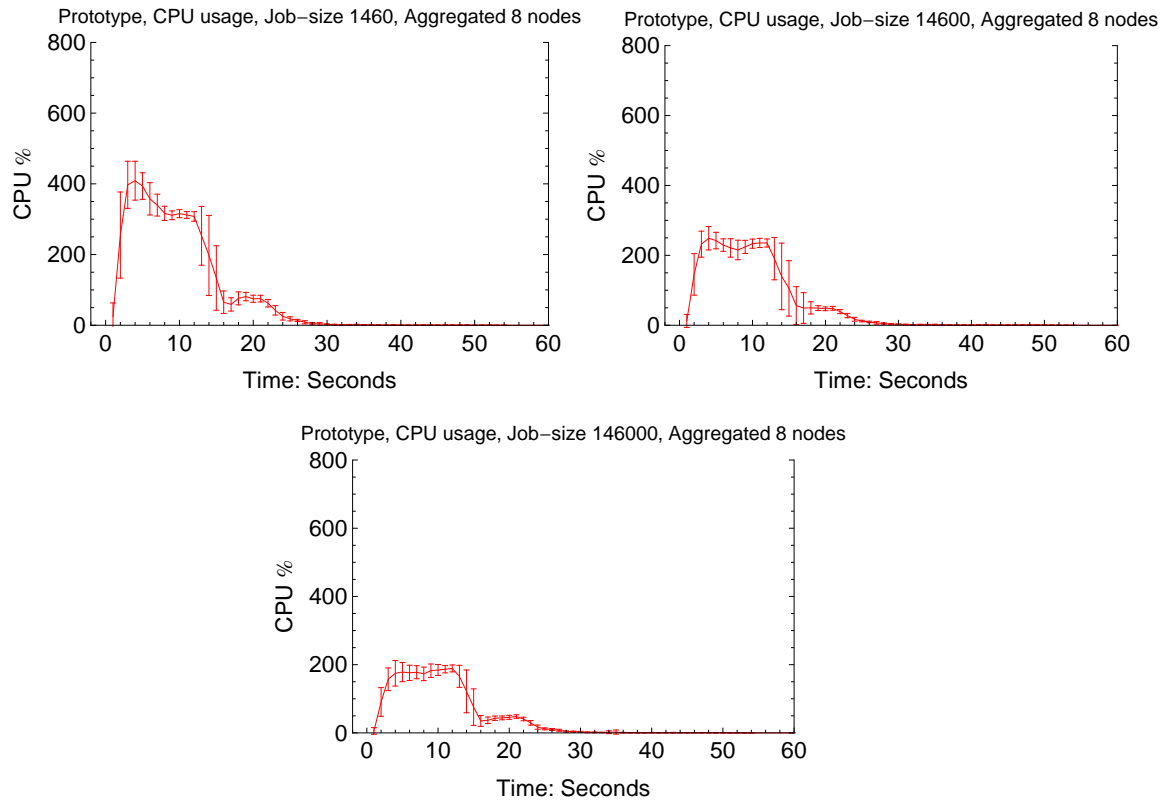 Prototype, CPU usage, Job−size 1460, Aggregated 8 nodes
800
600
400
200
0
CPU %
0 10 20 30 40 50 60
Time: Seconds
Prototype, CPU usage, Job−size 14600, Aggregated 8 nodes
800
600
400
200
0
CPU %
0 10 20 30 40 50 60
Time: Seconds
Prototype, CPU usage, Job−size 146000, Aggregated 8 nodes
800
600
400
200
0
CPU %
0 10 20 30 40 50 60
Time: Seconds